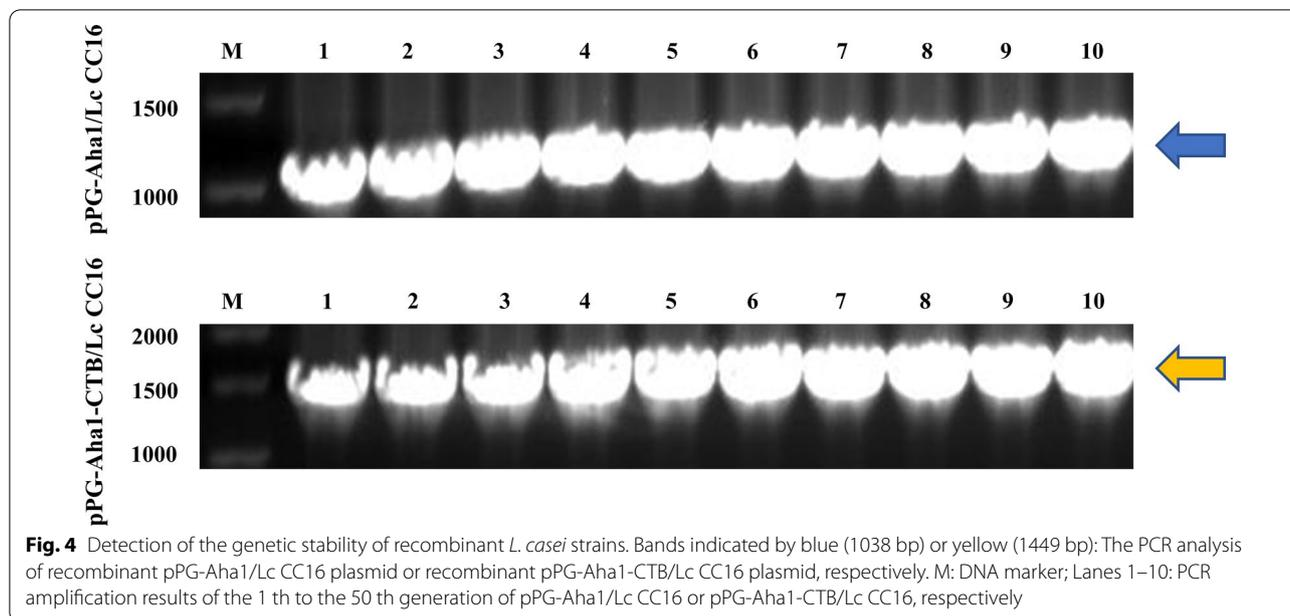 pPG-Aha1/Lc CC16
M 1 2 3 4 5 6 7 8 9 10
1500
1000
pPG-Aha1-CTB/Lc CC16
M 1 2 3 4 5 6 7 8 9 10
2000
1500
1000
Fig. 4 Detection of the genetic stability of recombinant L. casei strains. Bands indicated by blue (1038 bp) or yellow (1449 bp): The PCR analysis
of recombinant pPG-Aha1/Lc CC16 plasmid or recombinant pPG-Aha1-CTB/Lc CC16 plasmid, respectively. M: DNA marker; Lanes 1–10: PCR
amplification results of the 1 th to the 50 th generation of pPG-Aha1/Lc CC16 or pPG-Aha1-CTB/Lc CC16, respectively